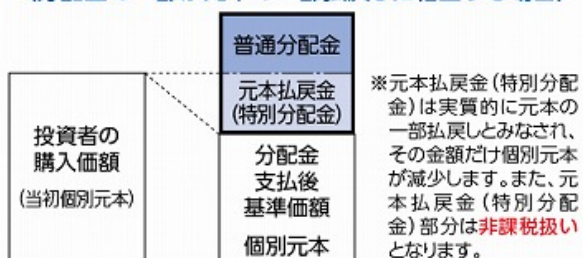 普通分配金
元本払戻金
(特別分配金)
投資者の
購入価額
(当初個別元本)
分配金
支払後
基準価額
個別元本
※元本払戻金(特別分配
金)は実質的に元本の
一部払戻しとみなされ、
その金額だけ個別元本
が減少します。また、元
本払戻金(特別分配
金)部分は非課税扱い
となります。